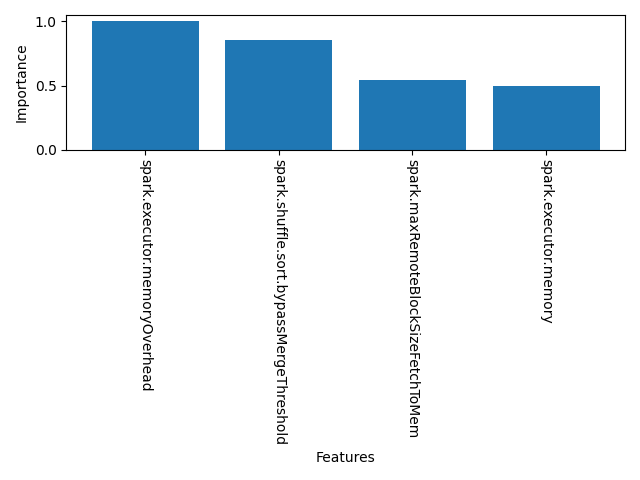 Importance
1.0
0.5
0.0
spark.executor.memoryOverhead
spark.shuffle.sort.bypassMergeThreshold
spark.maxRemoteBlockSizeFetchToMem
spark.executor.memory
Features